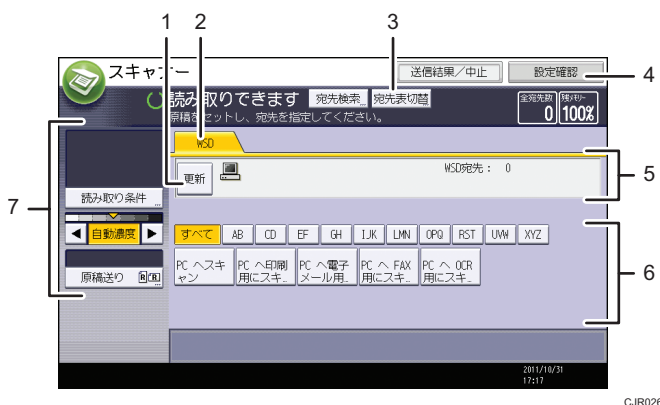 1 2 3
スキャナー
送信結果/中止
設定確認
4
読み取りできます
宛先検索
宛先表切替
全宛先数
0
残メモリー
100%
原稿をセットし、宛先を指定してください。
WSD
更新
WSD宛先: 0
5
7
読み取り条件
自動濃度
原稿送り
すべて AB CD EF GH IJK LMN OPQ RST UVW XYZ
6
PC へスキャン
PC へ印刷用にスキ…
PC へ電子メール用…
PC へ FAX用にスキ…
PC へ OCR用にスキ…
2011/10/31
17:17
CJR026